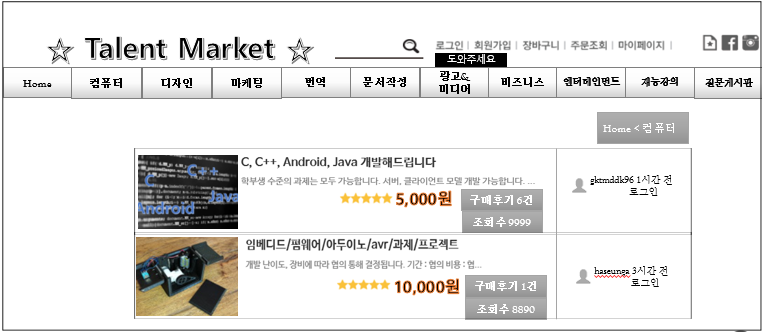 ☆ Talent Market ☆
로그인 | 회원가입 | 장바구니 | 주문조회 | 마이페이지 |
도와주세요
Home
컴퓨터
디자인
마케팅
번역
문서작성
광고&
미디어
비즈니스
엔터테인먼트
재능강의
질문게시판
Home < 컴퓨터
C
C++
Java
Android
C, C++, Android, Java 개발해드립니다
학부생 수준의 과제는 모두 가능합니다. 서버, 클라이언트 모델 개발 가능합니다. ...
★★★★★ 5,000원
구매후기 6건
조회수 9999
gktmddk96 1시간 전
로그인
임베디드/펌웨어/아두이노/avr/과제/프로젝트
개발 난이도, 장비에 따라 협의 통해 결정됩니다. 기간 : 협의 비용 : 협...
★★★★★ 10,000원
구매후기 1건
조회수 8890
haseunga 3시간 전
로그인